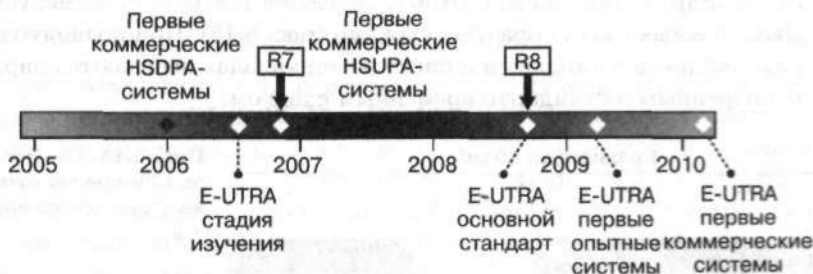 Первые
коммерческие
HSDPA-
системы
R7
Первые
коммерческие
HSUPA-
системы
R8
2005 2006 2007 2008 2009 2010
E-UTRA
стадия
изучения
E-UTRA
основной
стандарт
E-UTRA
первые
опытные
системы
E-UTRA
первые
коммерческие
системы